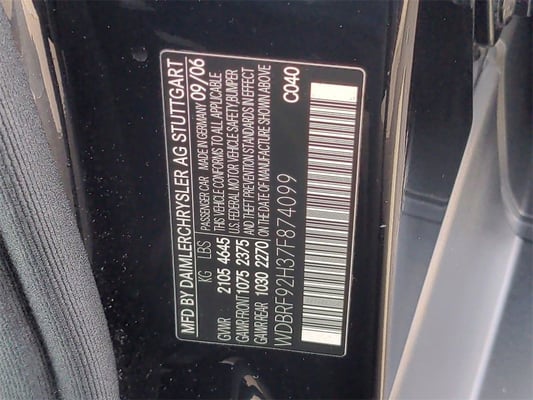 MFD BY DAIMLERCHRYSLER AG STUTTGART
KG LBS PASSENGER CAR MADE IN GERMANY 09/06
GVWR 2105 4645 THIS VEHICLE CONFORMS TO ALL APPLICABLE
GAWR FRONT 1075 2375 U.S. FEDERAL MOTOR VEHICLE SAFETY, BUMPER
GAWR REAR 1030 2270 AND THEFT PREVENTION STANDARDS IN EFFECT
ON THE DATE OF MANUFACTURE SHOWN ABOVE
WDBRF92H37F874099 C040